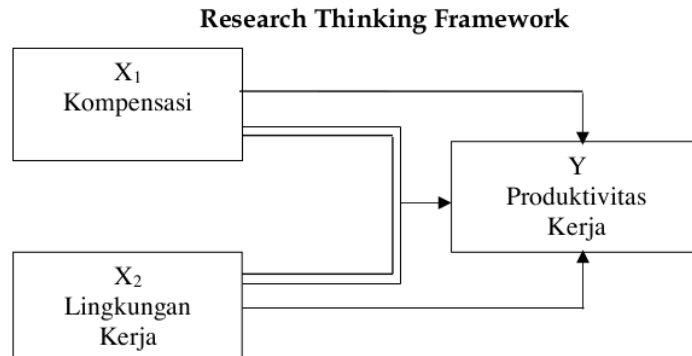 Research Thinking Framework
X₁
Kompensasi
Y
Produktivitas
Kerja
X₂
Lingkungan
Kerja